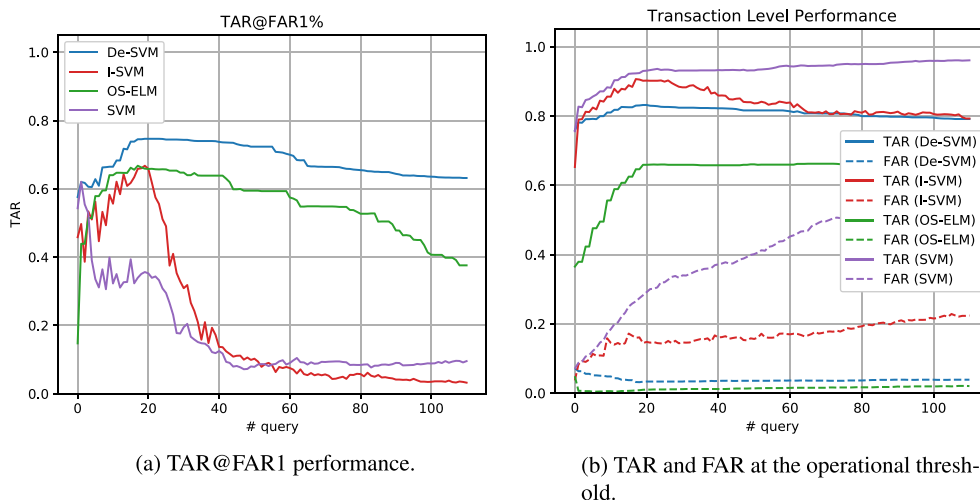 TAR@FAR1%
1.0
0.8
0.6
0.4
0.2
0.0
TAR
De-SVM
I-SVM
OS-ELM
SVM
0 20 40 60 80 100
# query
(a) TAR@FAR1 performance.
Transaction Level Performance
1.0
0.8
0.6
0.4
0.2
0.0
TAR (De-SVM)
FAR (De-SVM)
TAR (I-SVM)
FAR (I-SVM)
TAR (OS-ELM)
FAR (OS-ELM)
TAR (SVM)
FAR (SVM)
0 20 40 60 80 100
# query
(b) TAR and FAR at the operational thresh-
old.